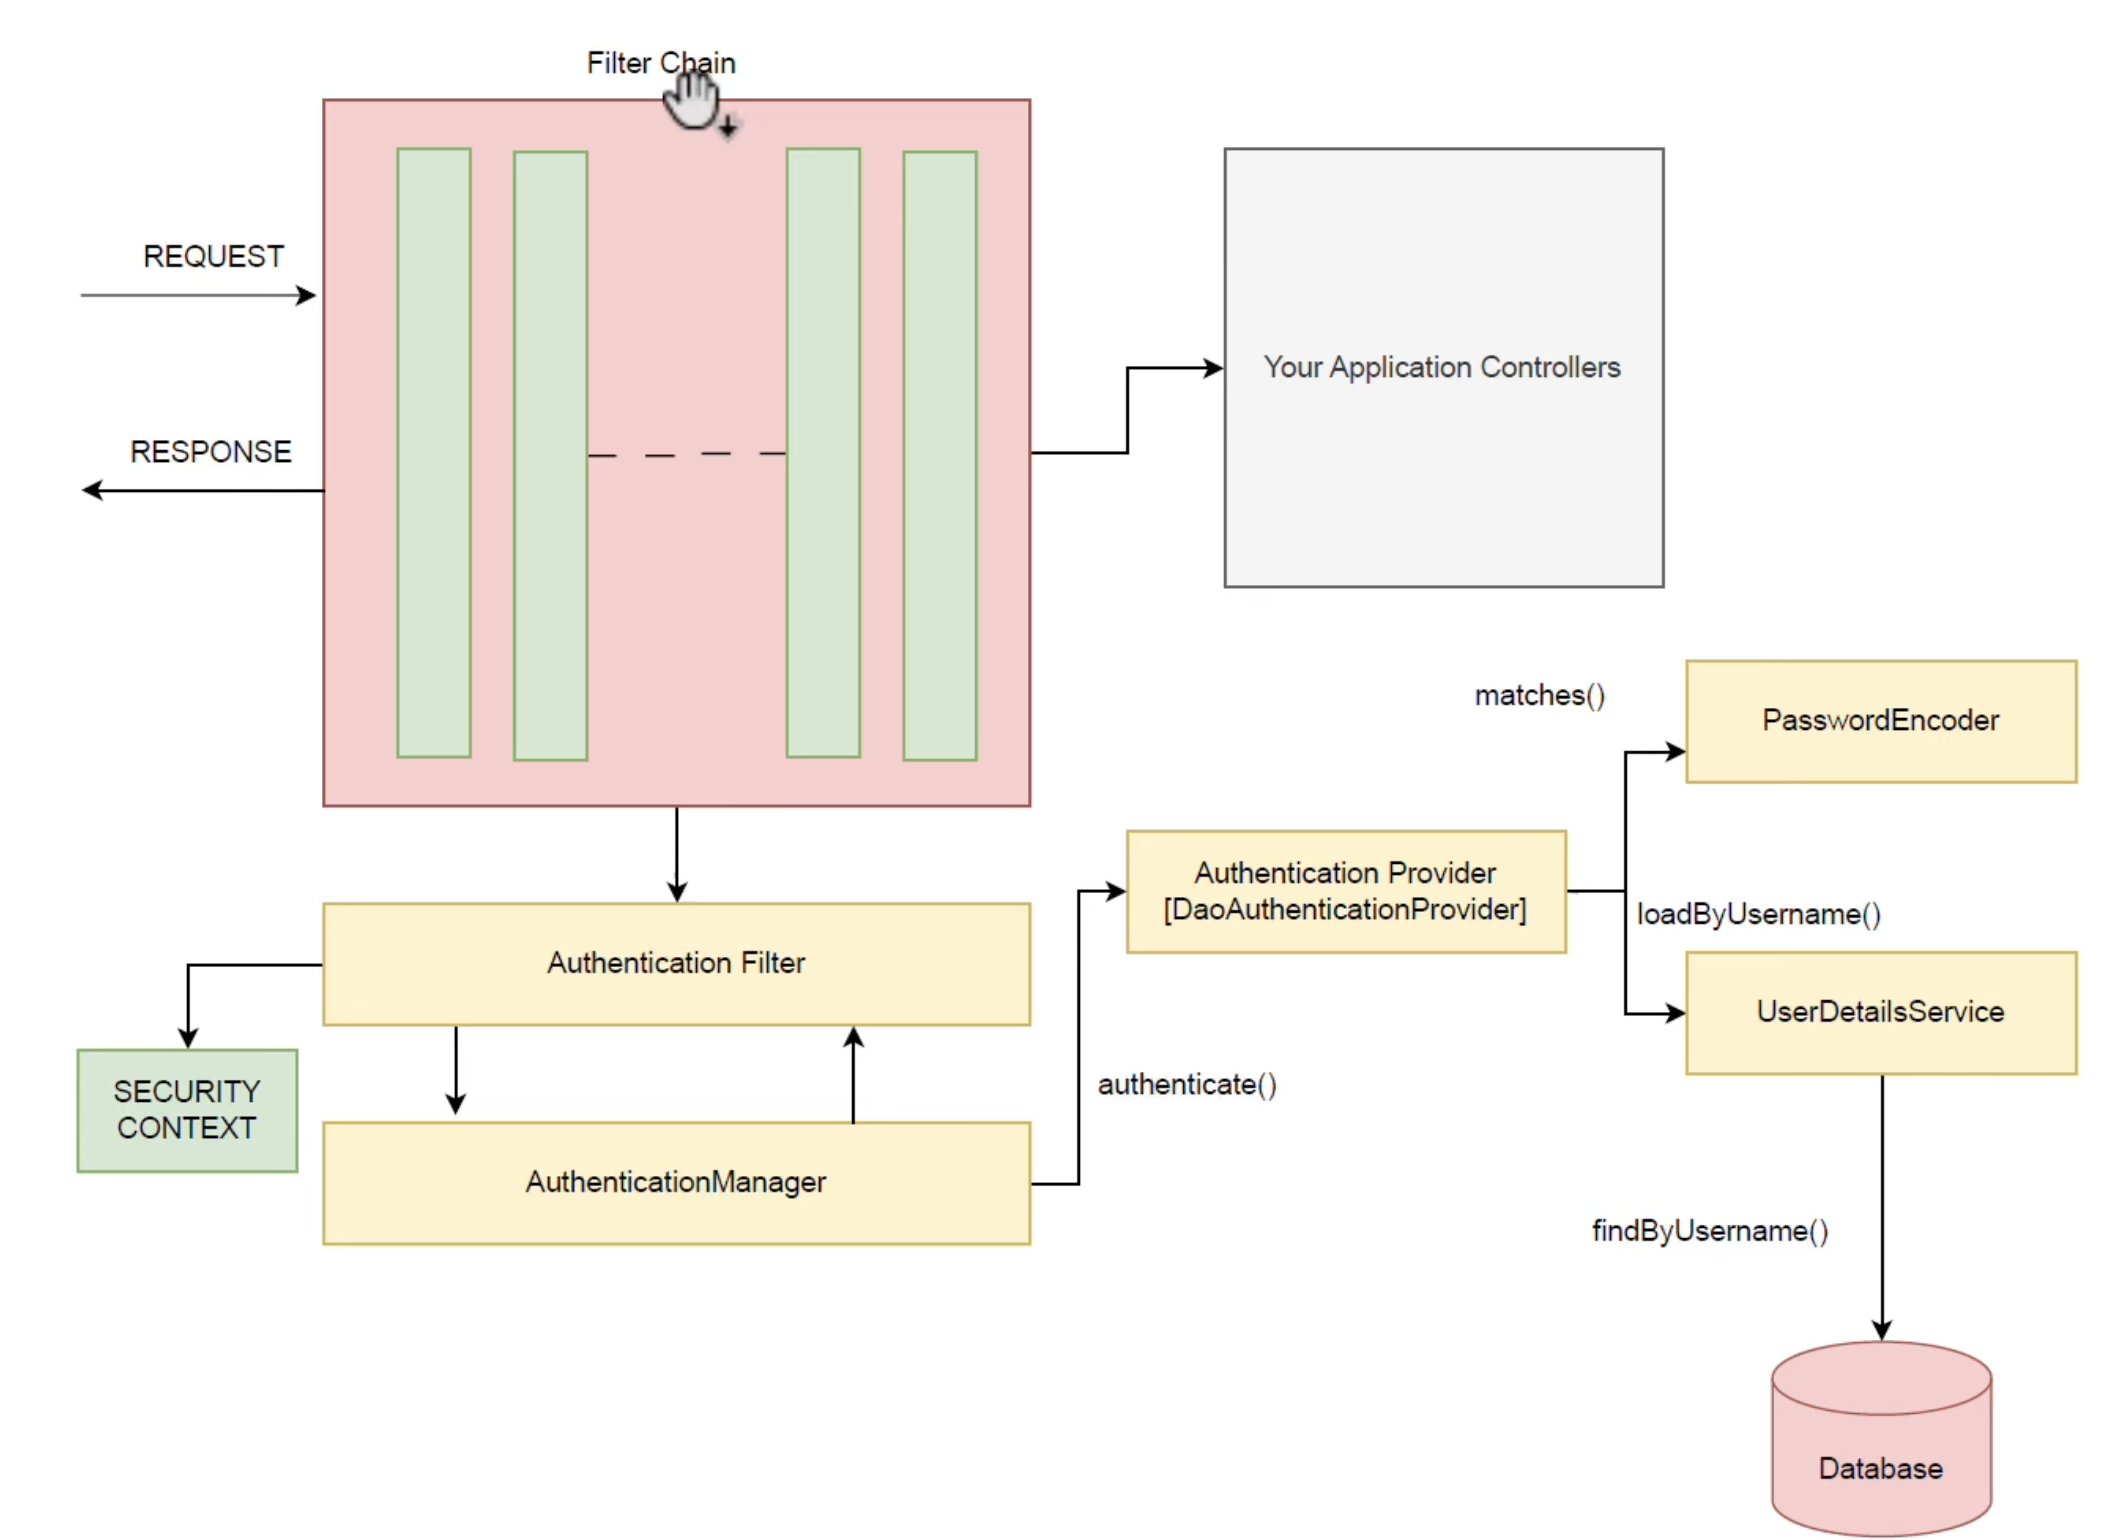 Filter Chain
REQUEST
RESPONSE
Your Application Controllers
matches()
PasswordEncoder
Authentication Provider
[DaoAuthenticationProvider]
loadByUsername()
Authentication Filter
UserDetailsService
SECURITY
CONTEXT
authenticate()
AuthenticationManager
findByUsername()
Database